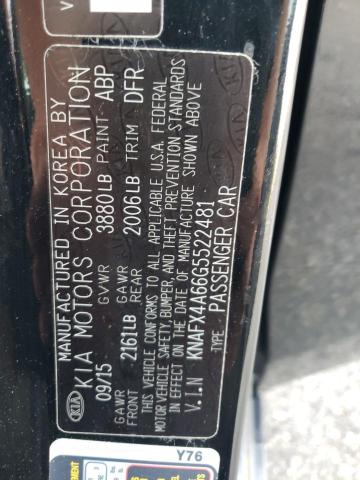 MANUFACTURED IN KOREA BY
KIA MOTORS CORPORATION
09/15 GVWR 3880LB PAINT: ABP
GAWR FRONT 2161LB GAWR REAR 2006LB TRIM: DFR
THIS VEHICLE CONFORMS TO ALL APPLICABLE U.S.A. FEDERAL
MOTOR VEHICLE SAFETY, BUMPER, AND THEFT PREVENTION STANDARDS
IN EFFECT ON THE DATE OF MANUFACTURE SHOWN ABOVE
V.I.N KNAFX4A66G5522481
TYPE: PASSENGER CAR
KIA
Y76